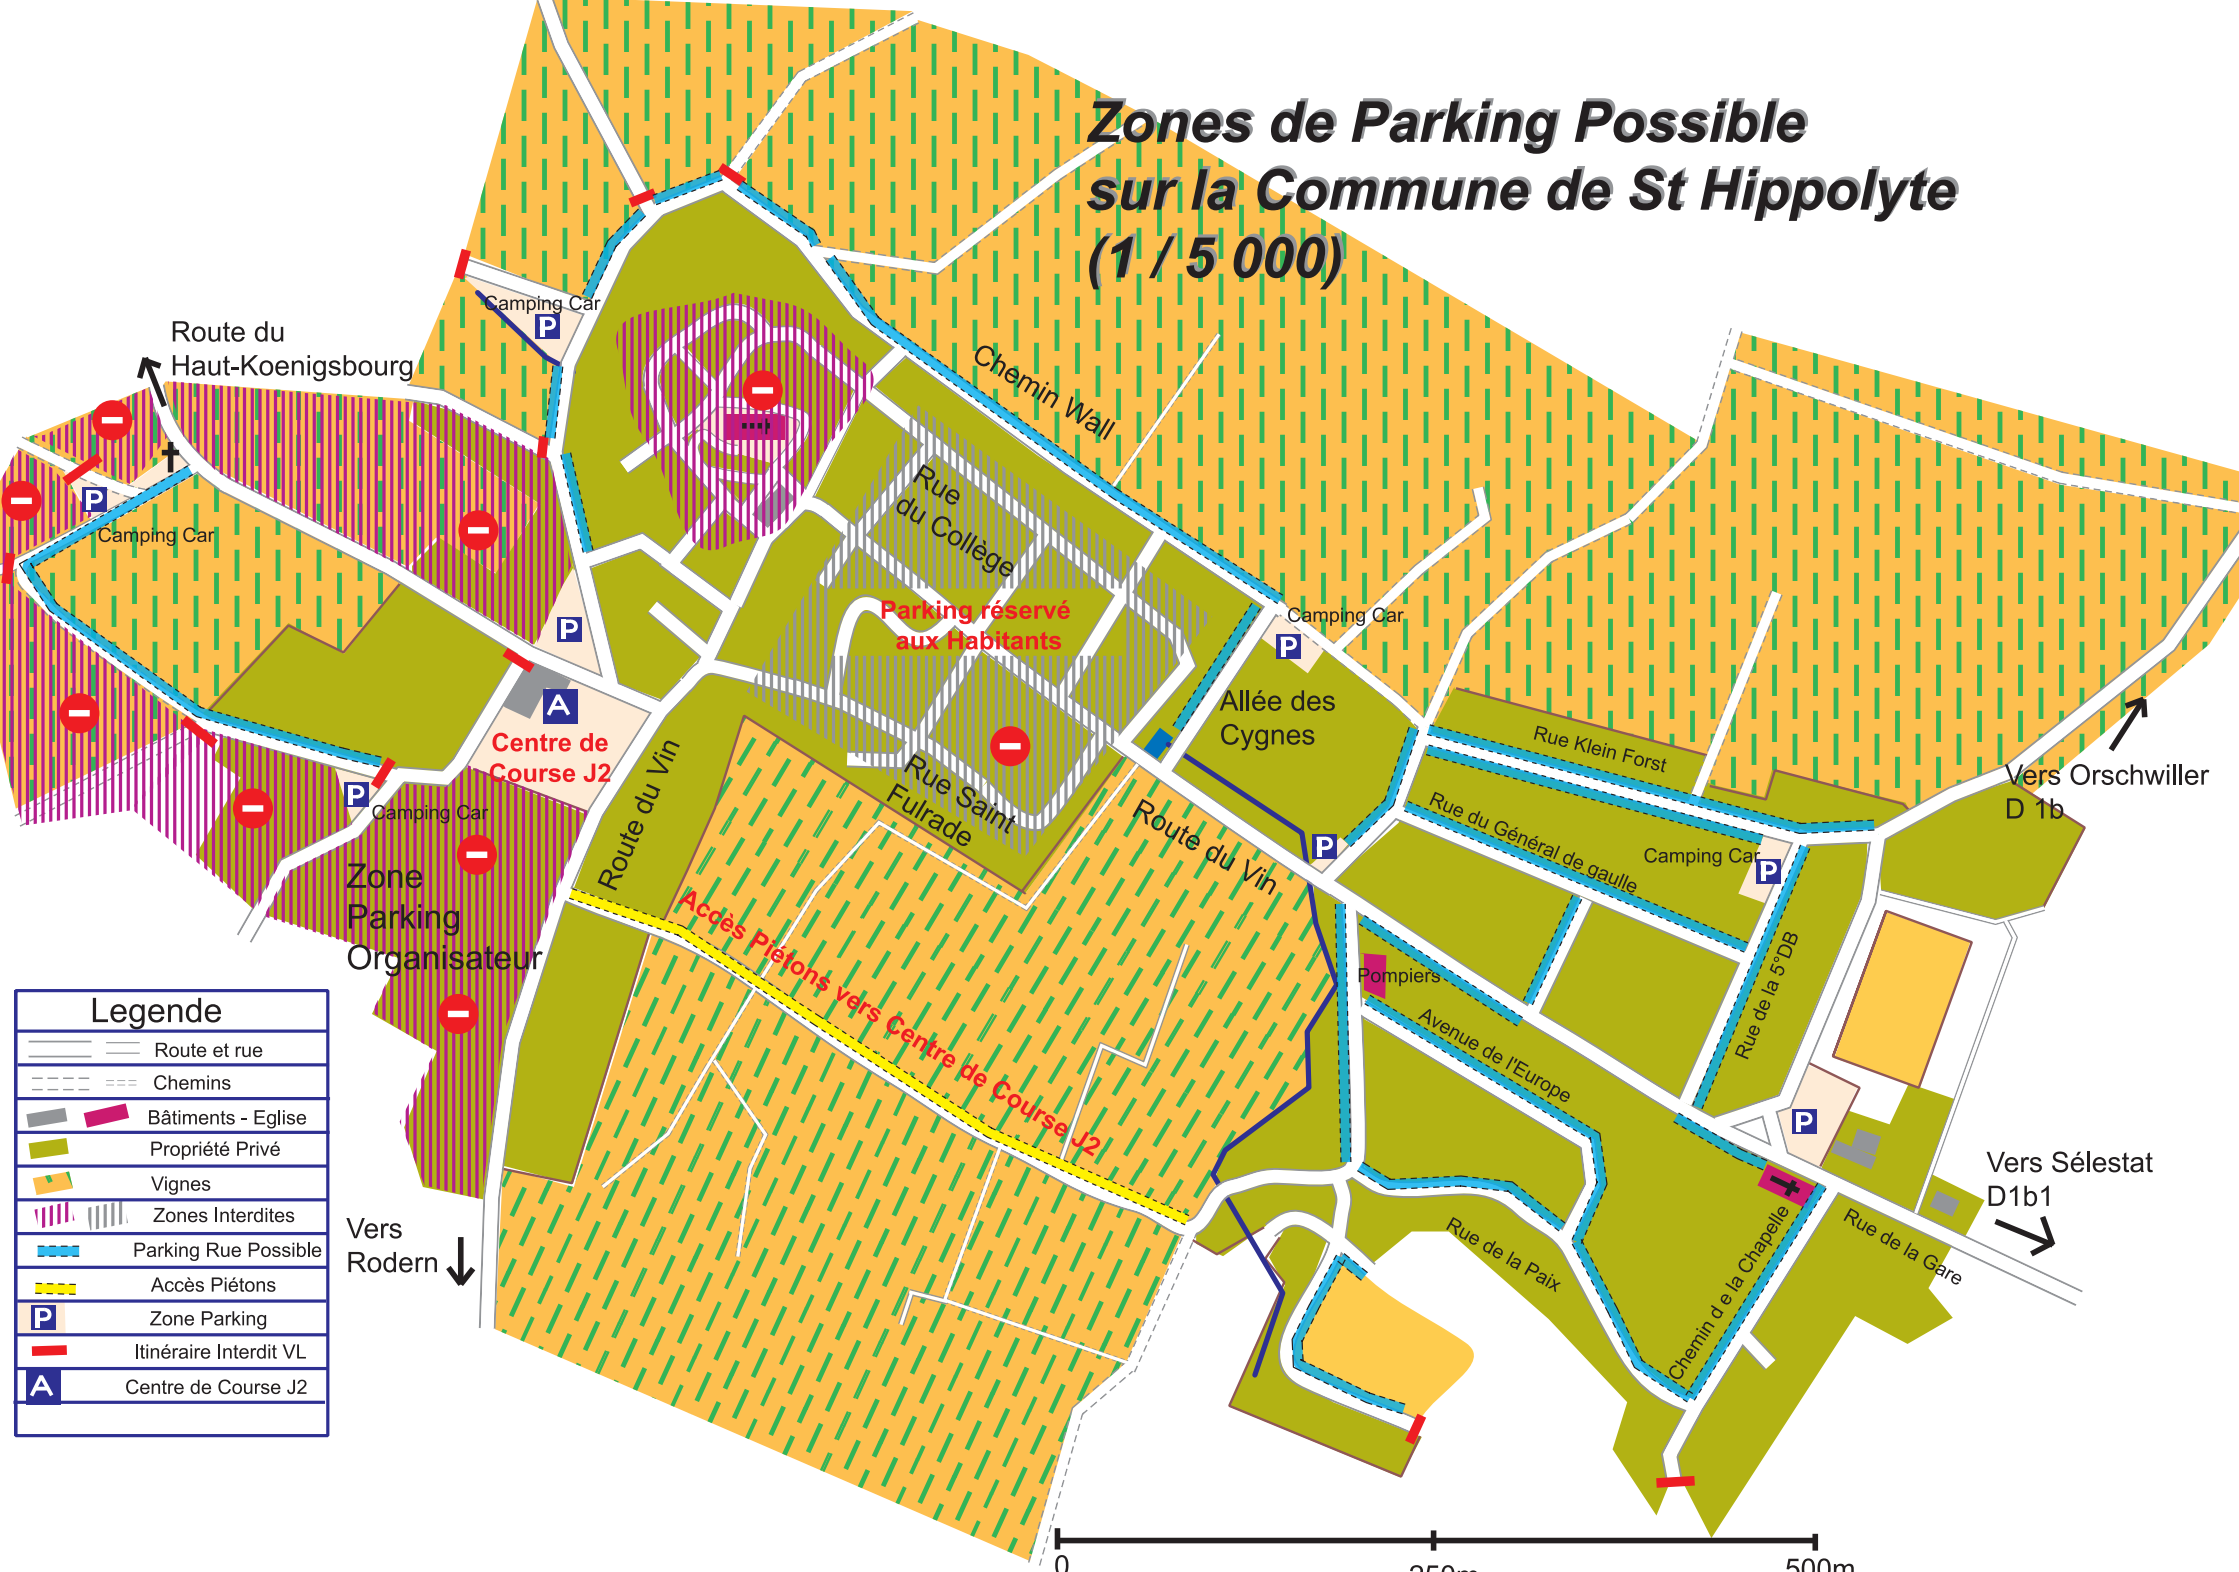 Zones de Parking Possible
sur la Commune de St Hippolyte
(1 / 5 000)
Camping Car
P
Route du
Haut-Koenigsbourg
Chemin Wall
P
Camping Car
Rue
du Collège
Parking réservé
aux Habitants
P
Camping Car
P
A
Centre de
Course J2
Allée des
Cygnes
Route du Vin
Rue Saint
Fulrade
Route du Vin
P
Camping Car
P
Rue Klein Forst
Rue du Général de gaulle
Camping Car
P
Vers Orschwiller
D 1b
Zone
Parking
Organisateur
Accès Piétons vers Centre de Course J2
Pompiers
Avenue de l'Europe
Rue de la 5°DB
P
Vers Sélestat
D1b1
Rue de la Gare
Chemin d e la Chapelle
Rue de la Paix
Vers
Rodern
Legende
Route et rue
Chemins
Bâtiments - Eglise
Propriété Privé
Vignes
Zones Interdites
Parking Rue Possible
Accès Piétons
P Zone Parking
Itinéraire Interdit VL
A Centre de Course J2
0 250m 500m